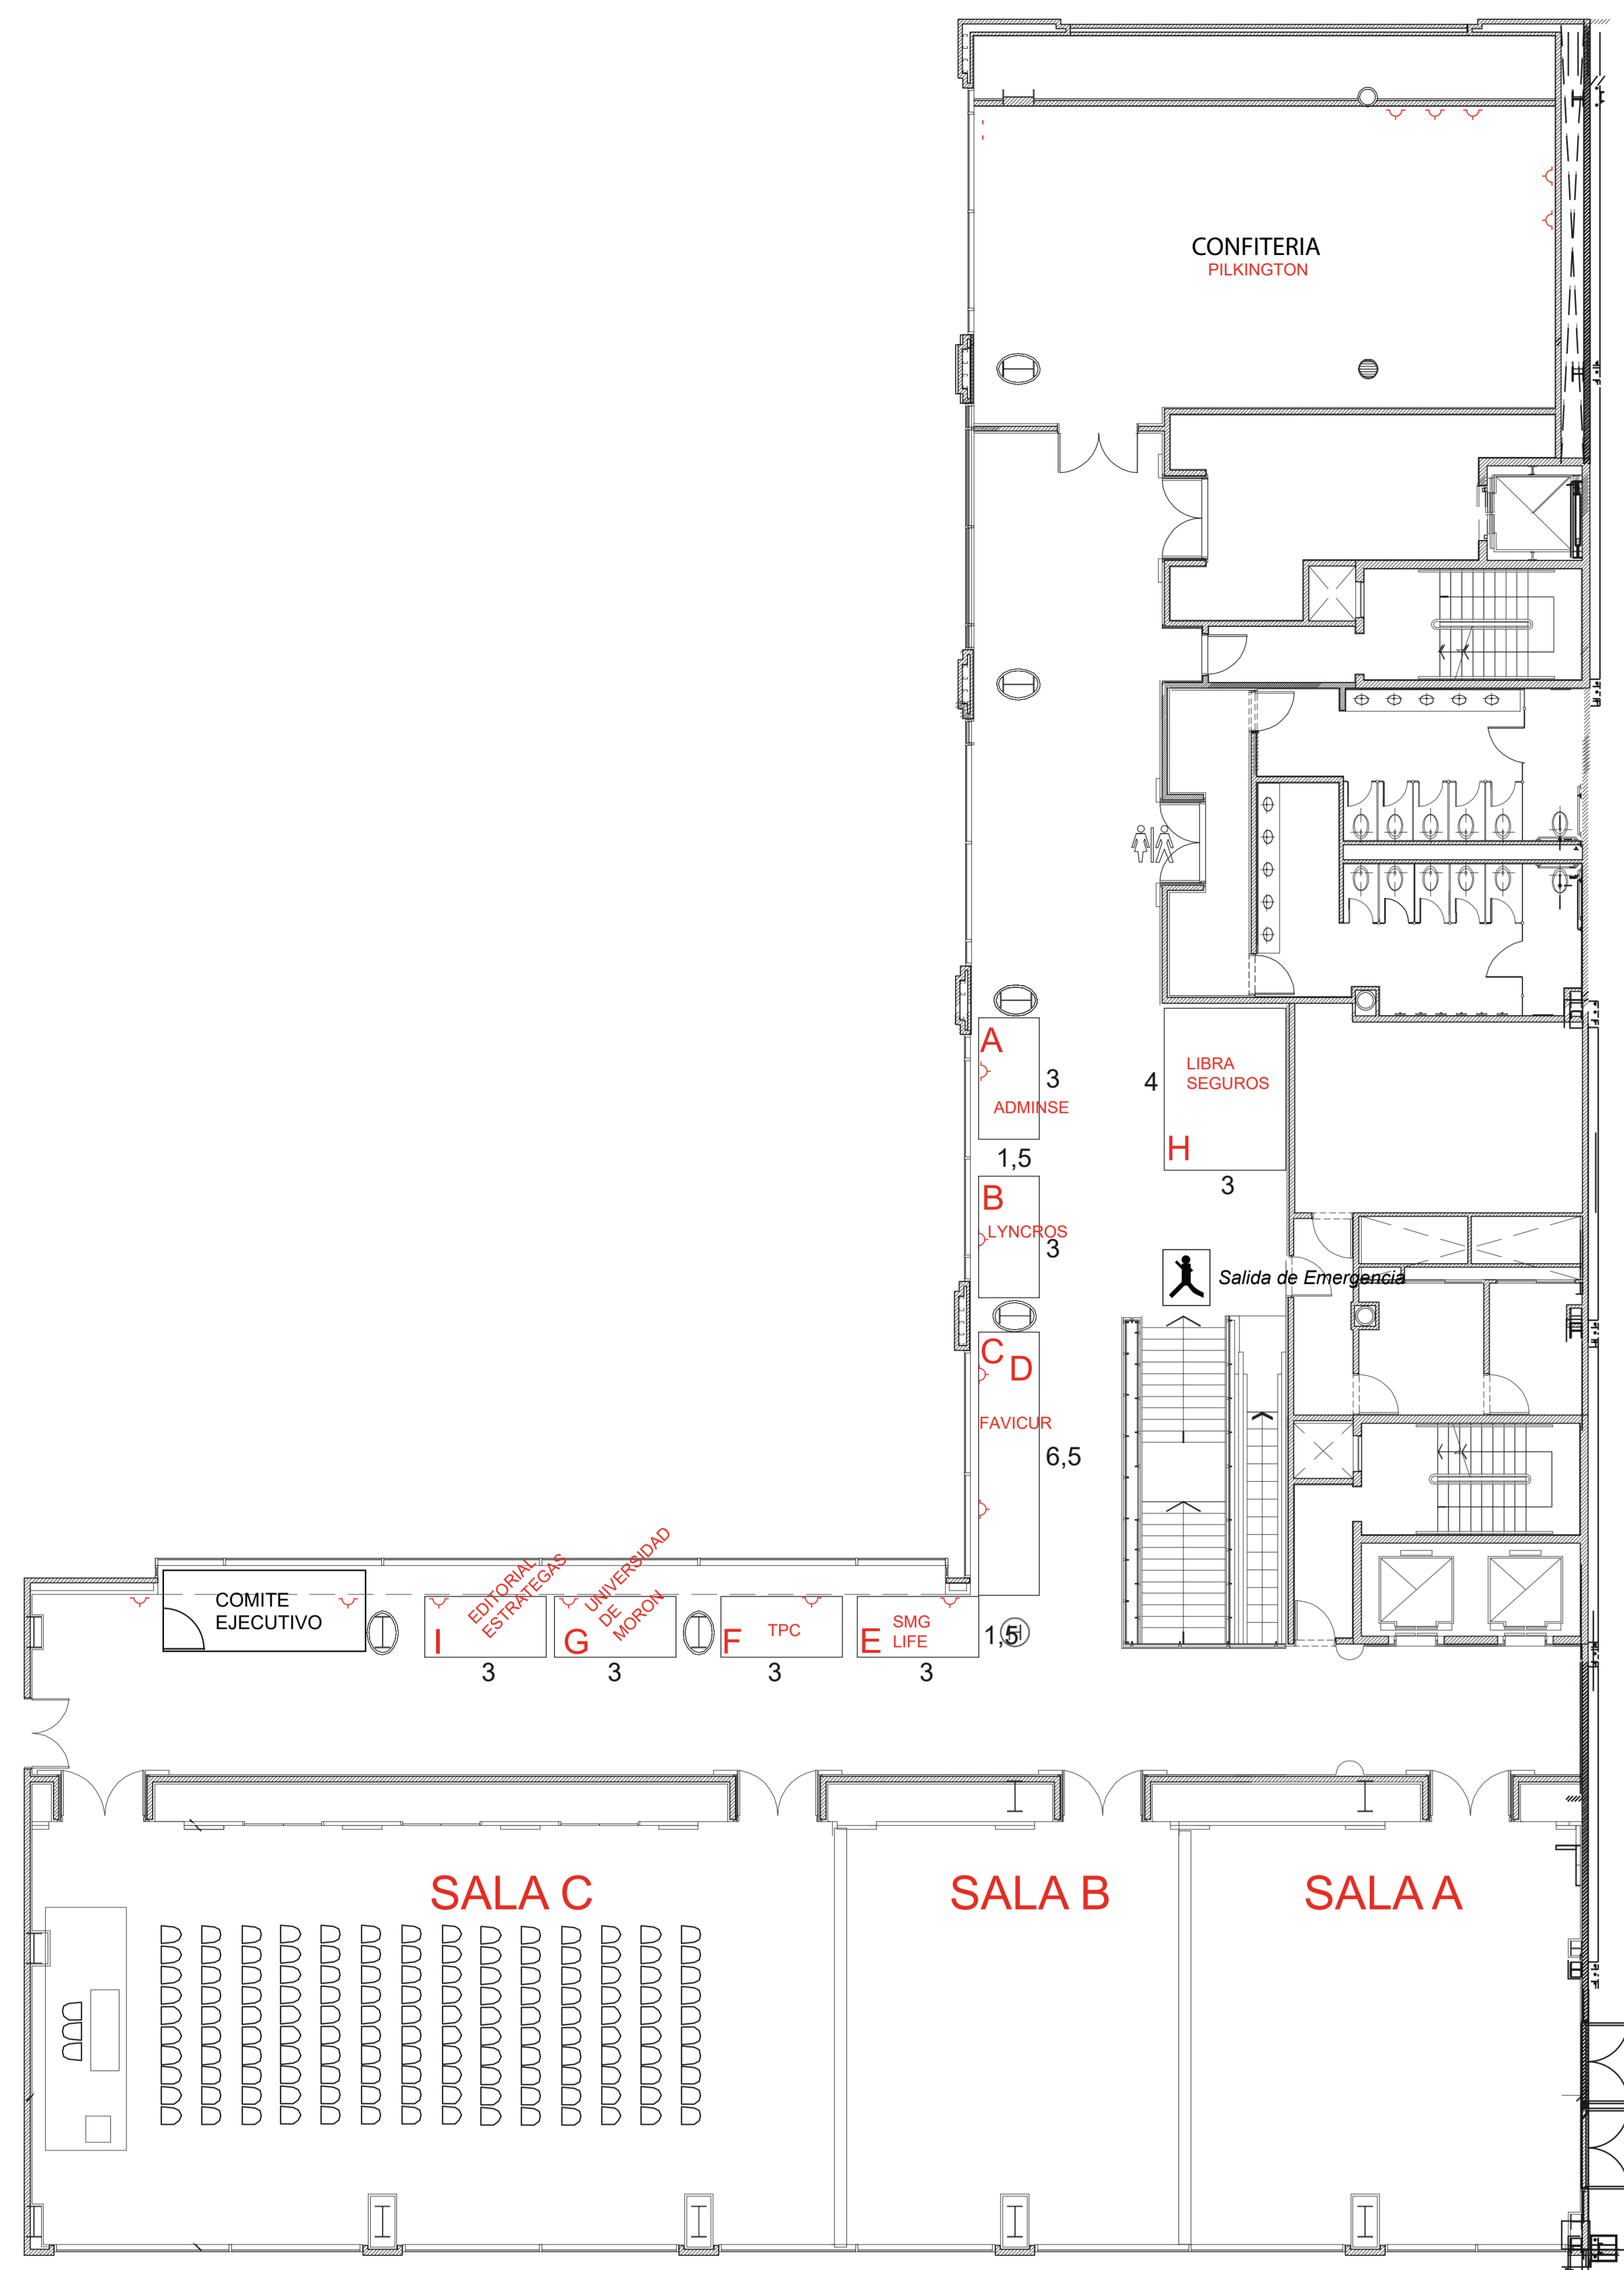 CONFITERIA
PILKINGTON
A
3
ADMINSE
1,5
4
LIBRA
SEGUROS
H
3
B
LYNCROS
3
Salida de Emergencia
C
D
FAVICUR
6,5
COMITE
EJECUTIVO
EDITORIAL
ESTRATEGAS
I
3
UNIVERSIDAD
DE
MORON
G
3
F
TPC
3
E
SMG
LIFE
1,5
3
SALA C
SALA B
SALA A